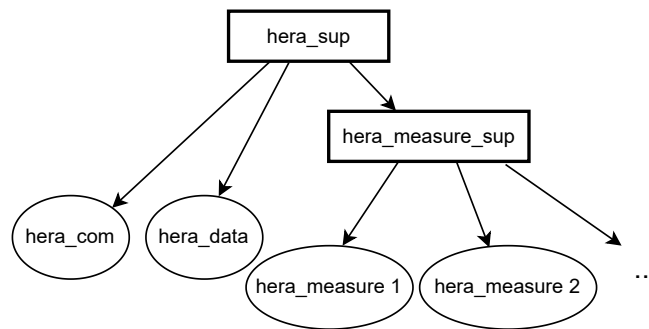 hera_sup
hera_measure_sup
hera_com
hera_data
hera_measure 1
hera_measure 2
..